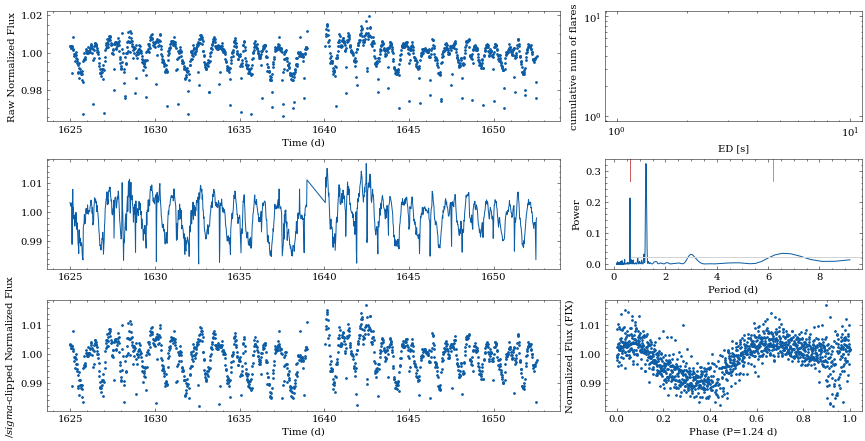 Raw Normalized Flux
1.02
1.00
0.98
1625 1630 1635 1640 1645 1650
Time (d)
cumulative num of flares
10¹
10⁰
10⁰ 10¹
ED [s]
1.01
1.00
0.99
1625 1630 1635 1640 1645 1650
Power
0.3
0.2
0.1
0.0
0 2 4 6 8
Period (d)
/sigma-clipped Normalized Flux
1.01
1.00
0.99
1625 1630 1635 1640 1645 1650
Time (d)
Normalized Flux (FIX)
1.01
1.00
0.99
0.0 0.2 0.4 0.6 0.8 1.0
Phase (P=1.24 d)